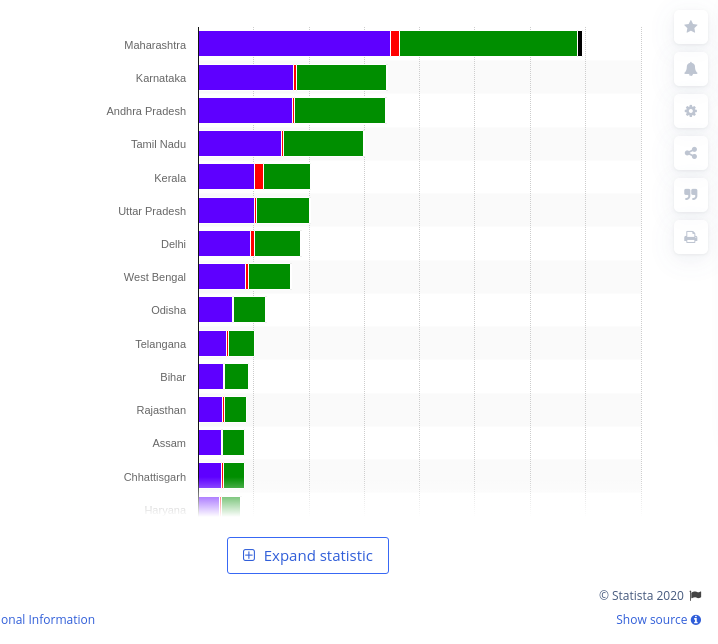 Maharashtra
Karnataka
Andhra Pradesh
Tamil Nadu
Kerala
Uttar Pradesh
Delhi
West Bengal
Odisha
Telangana
Bihar
Rajasthan
Assam
Chhattisgarh
Haryana
Expand statistic
© Statista 2020
onal Information
Show source